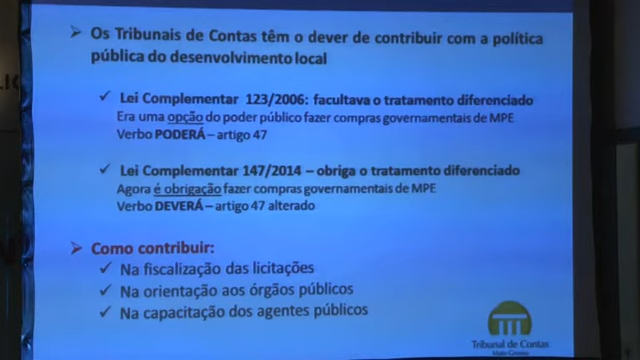 Os Tribunais de Contas têm o dever de contribuir com a política
pública do desenvolvimento local
Lei Complementar 123/2006: facultava o tratamento diferenciado
Era uma opção do poder público fazer compras governamentais de MPE
Verbo PODERÁ – artigo 47
Lei Complementar 147/2014 – obriga o tratamento diferenciado
Agora é obrigação fazer compras governamentais de MPE
Verbo DEVERÁ – artigo 47 alterado
Como contribuir:
Na fiscalização das licitações
Na orientação aos órgãos públicos
Na capacitação dos agentes públicos
Tribunal de Contas
Mato Grosso